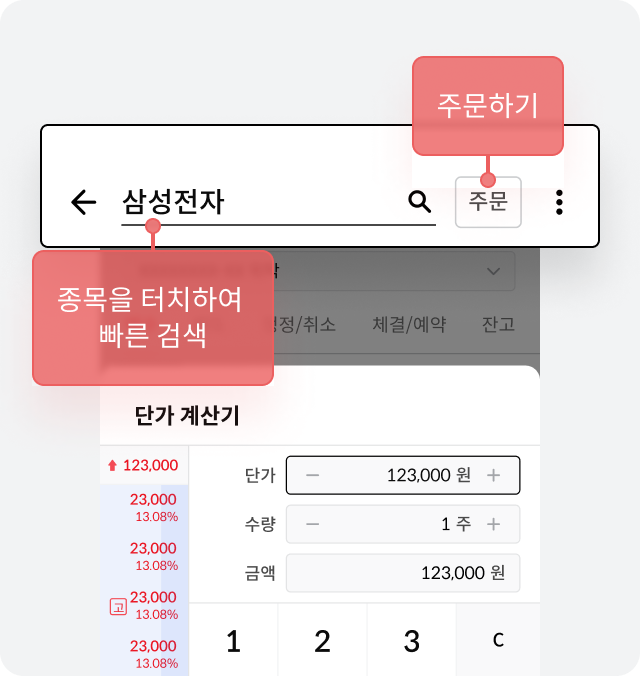 주문하기
삼성전자
주문
종목을 터치하여
빠른 검색
정정/취소
체결/예약
잔고
단가 계산기
123,000
단가
123,000 원
23,000
13.08%
수량
1 주
23,000
13.08%
금액
123,000 원
고
23,000
13.08%
1
2
3
C
23,000
13.08%